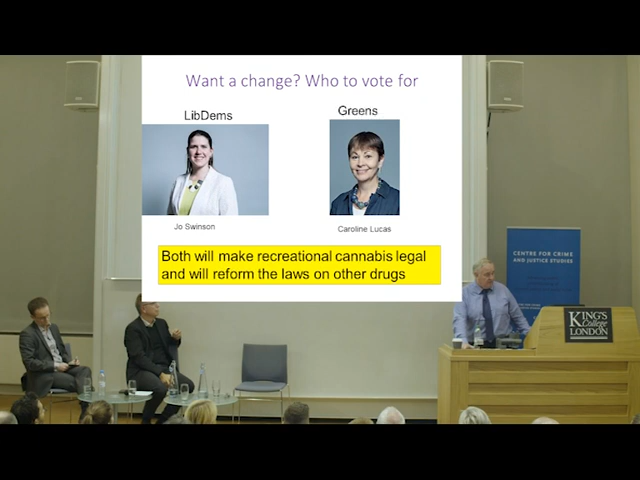 Want a change? Who to vote for
LibDems
Greens
Jo Swinson
Caroline Lucas
Both will make recreational cannabis legal
and will reform the laws on other drugs
CENTRE FOR CRIME
AND JUSTICE STUDIES
KING'S
College
LONDON